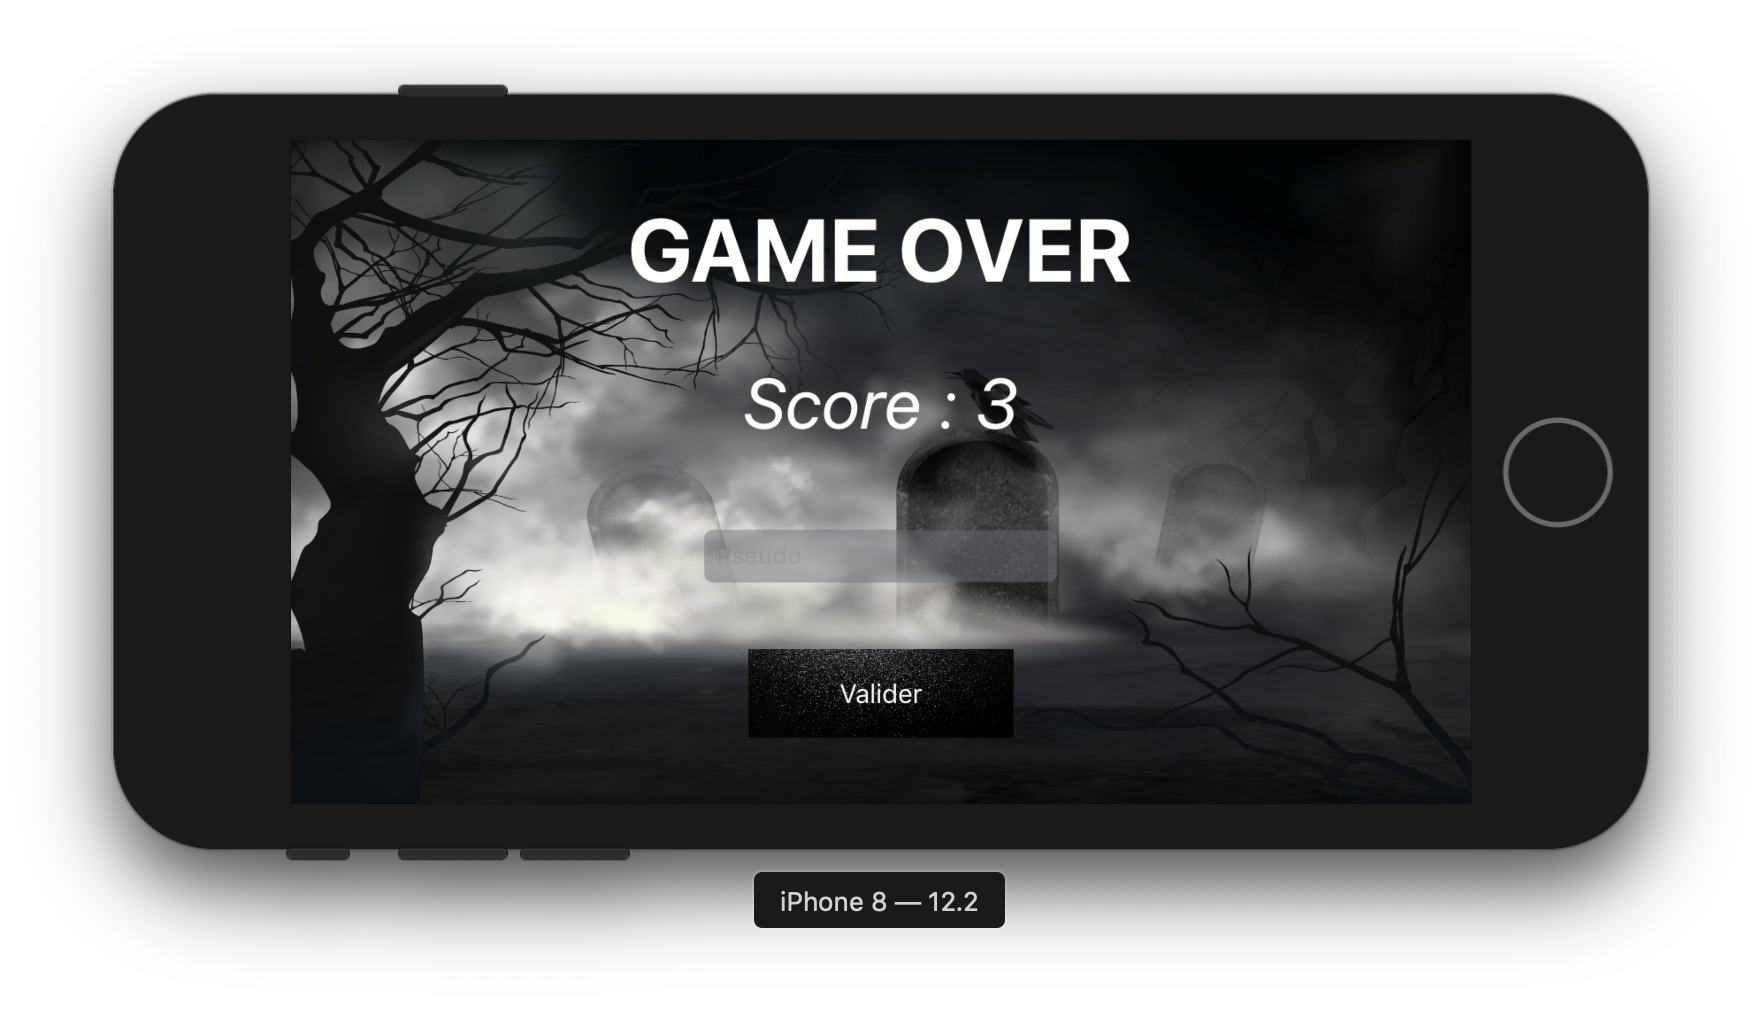 GAME OVER
Score : 3
Pseudo
Valider
iPhone 8 — 12.2